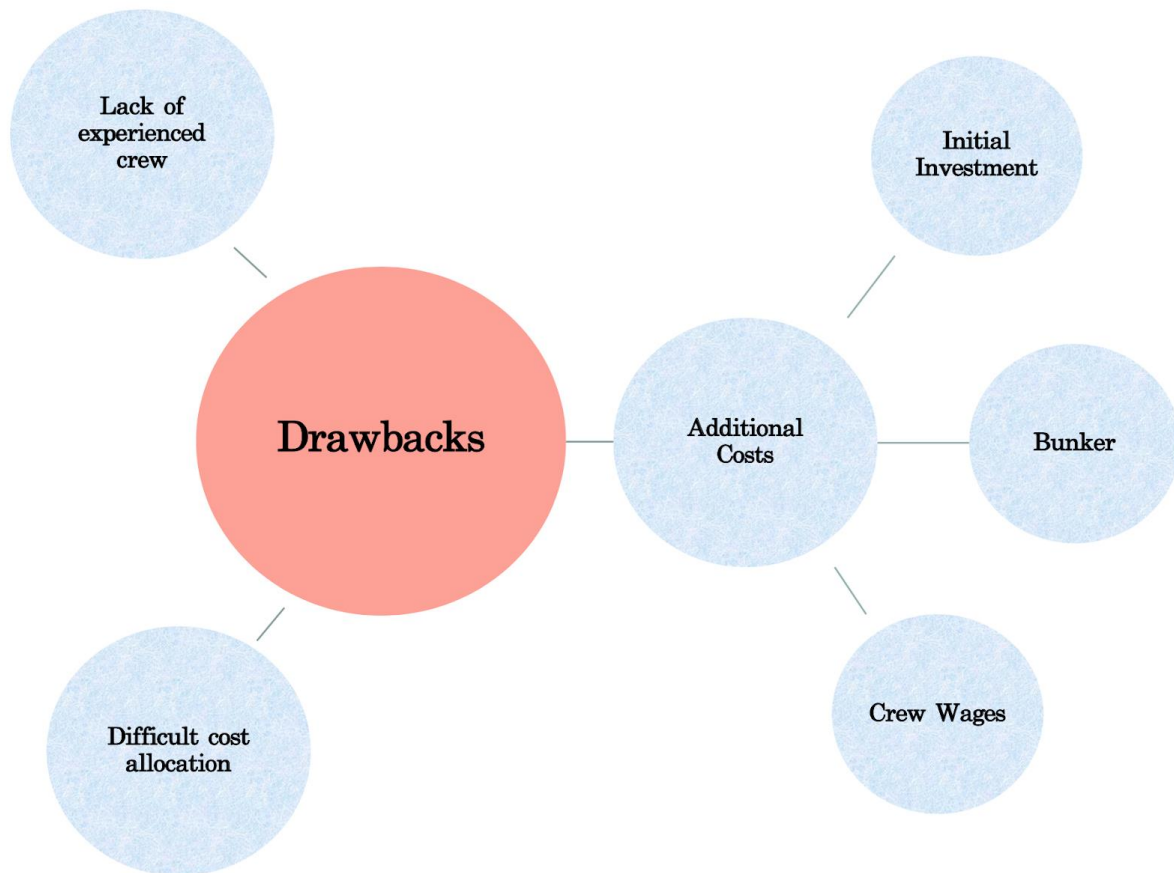 Lack of
experienced
crew
Initial
Investment
Drawbacks
Additional
Costs
Bunker
Difficult cost
allocation
Crew Wages